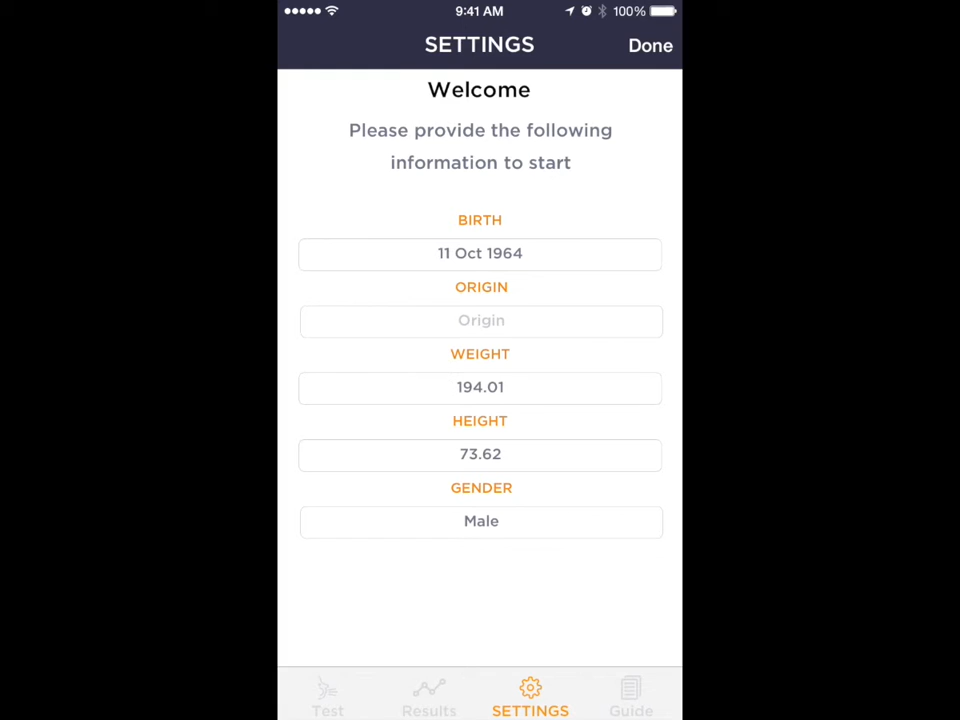 9:41 AM
100%
SETTINGS
Done
Welcome
Please provide the following
information to start
BIRTH
11 Oct 1964
ORIGIN
Origin
WEIGHT
194.01
HEIGHT
73.62
GENDER
Male
Test
Results
SETTINGS
Guide